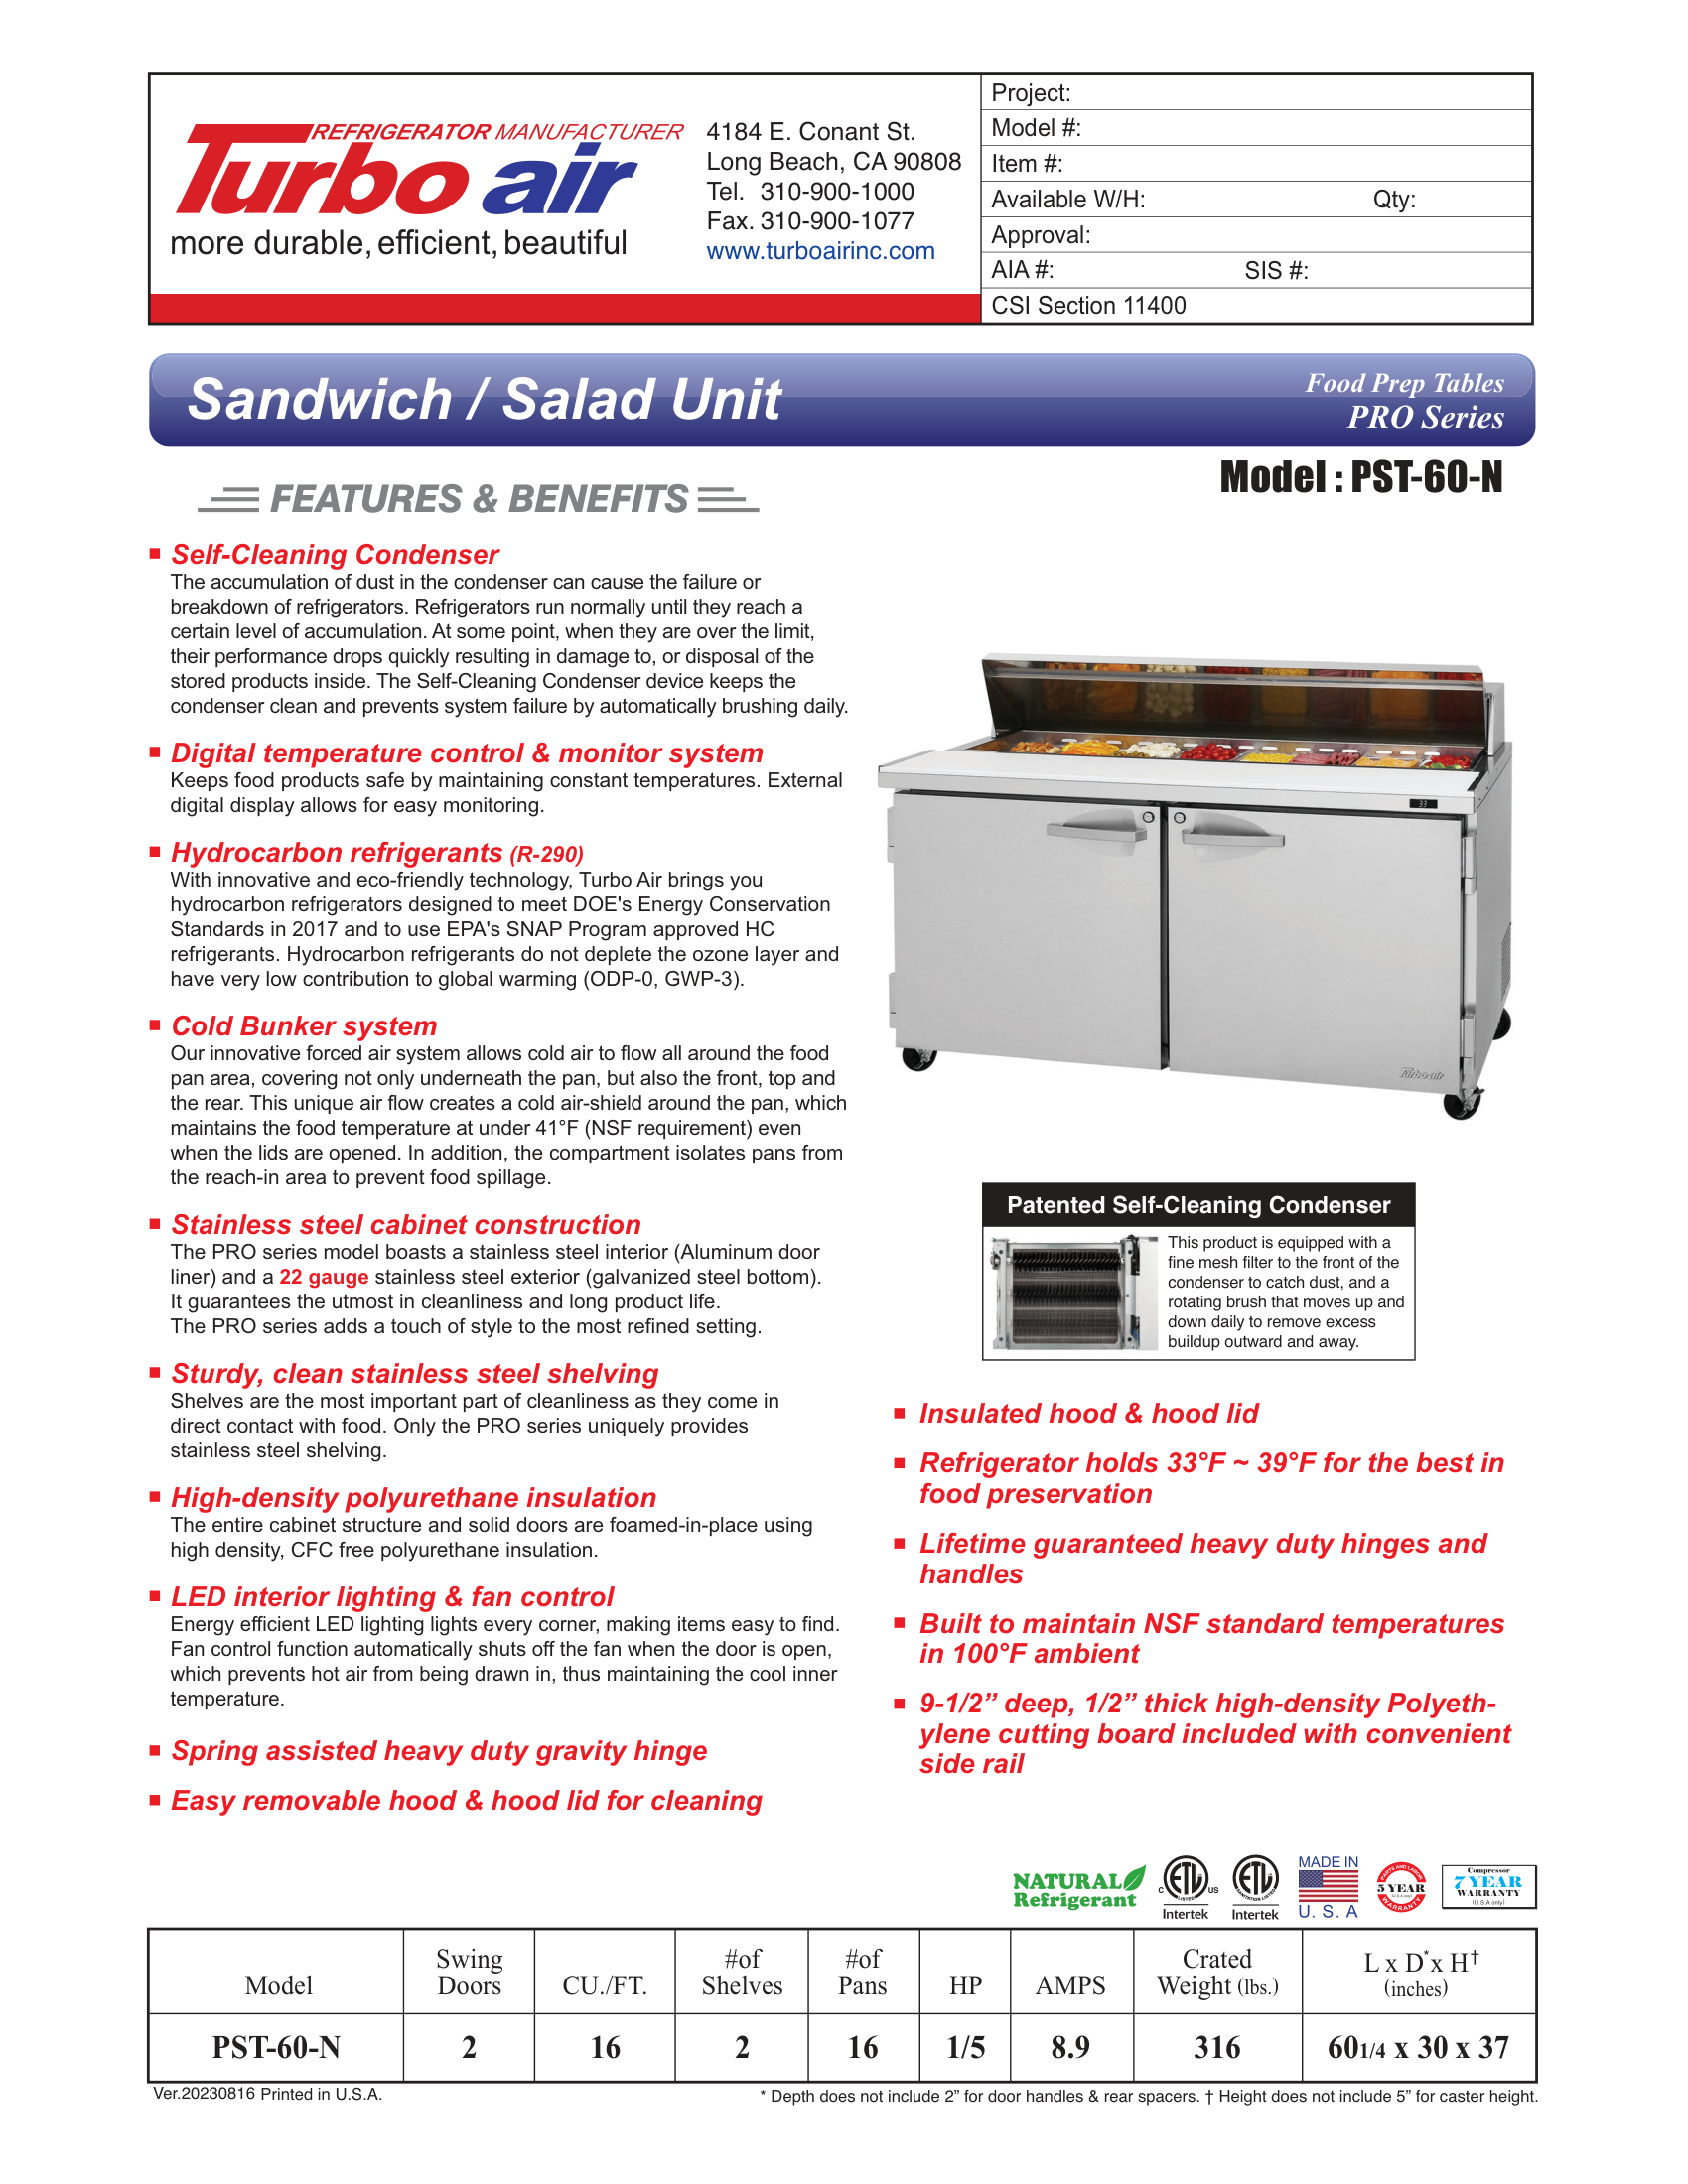 REFRIGERATOR MANUFACTURER
Turbo air
more durable, efficient, beautiful
4184 E. Conant St.
Long Beach, CA 90808
Tel. 310-900-1000
Fax. 310-900-1077
www.turboairinc.com
Project:
Model #:
Item #:
Available W/H: Qty:
Approval:
AIA #: SIS #:
CSI Section 11400
Sandwich / Salad Unit
Food Prep Tables
PRO Series
Model : PST-60-N
FEATURES & BENEFITS
Self-Cleaning Condenser
The accumulation of dust in the condenser can cause the failure or
breakdown of refrigerators. Refrigerators run normally until they reach a
certain level of accumulation. At some point, when they are over the limit,
their performance drops quickly resulting in damage to, or disposal of the
stored products inside. The Self-Cleaning Condenser device keeps the
condenser clean and prevents system failure by automatically brushing daily.
Digital temperature control & monitor system
Keeps food products safe by maintaining constant temperatures. External
digital display allows for easy monitoring.
Hydrocarbon refrigerants (R-290)
With innovative and eco-friendly technology, Turbo Air brings you
hydrocarbon refrigerators designed to meet DOE's Energy Conservation
Standards in 2017 and to use EPA's SNAP Program approved HC
refrigerants. Hydrocarbon refrigerants do not deplete the ozone layer and
have very low contribution to global warming (ODP-0, GWP-3).
Cold Bunker system
Our innovative forced air system allows cold air to flow all around the food
pan area, covering not only underneath the pan, but also the front, top and
the rear. This unique air flow creates a cold air-shield around the pan, which
maintains the food temperature at under 41°F (NSF requirement) even
when the lids are opened. In addition, the compartment isolates pans from
the reach-in area to prevent food spillage.
Stainless steel cabinet construction
The PRO series model boasts a stainless steel interior (Aluminum door
liner) and a 22 gauge stainless steel exterior (galvanized steel bottom).
It guarantees the utmost in cleanliness and long product life.
The PRO series adds a touch of style to the most refined setting.
Sturdy, clean stainless steel shelving
Shelves are the most important part of cleanliness as they come in
direct contact with food. Only the PRO series uniquely provides
stainless steel shelving.
High-density polyurethane insulation
The entire cabinet structure and solid doors are foamed-in-place using
high density, CFC free polyurethane insulation.
LED interior lighting & fan control
Energy efficient LED lighting lights every corner, making items easy to find.
Fan control function automatically shuts off the fan when the door is open,
which prevents hot air from being drawn in, thus maintaining the cool inner
temperature.
Spring assisted heavy duty gravity hinge
Easy removable hood & hood lid for cleaning
33
Turbo air
Patented Self-Cleaning Condenser
This product is equipped with a
fine mesh filter to the front of the
condenser to catch dust, and a
rotating brush that moves up and
down daily to remove excess
buildup outward and away.
Insulated hood & hood lid
Refrigerator holds 33°F ~ 39°F for the best in
food preservation
Lifetime guaranteed heavy duty hinges and
handles
Built to maintain NSF standard temperatures
in 100°F ambient
9-1/2” deep, 1/2” thick high-density Polyeth-
ylene cutting board included with convenient
side rail
NATURAL
Refrigerant
C ETL US
LISTED
Intertek
ETL
SANITATION LISTED
Intertek
MADE IN
U. S. A
PARTS AND LABOR
5 YEAR
(U.S.A only)
WARRANTY
Compressor
7 YEAR
WARRANTY
(U.S.A only)
Model Swing Doors CU./FT. #of Shelves #of Pans HP AMPS Crated Weight (lbs.) L x D* x H† (inches)
PST-60-N 2 16 2 16 1/5 8.9 316 60 1/4 x 30 x 37
Ver.20230816 Printed in U.S.A.
* Depth does not include 2” for door handles & rear spacers. † Height does not include 5” for caster height.